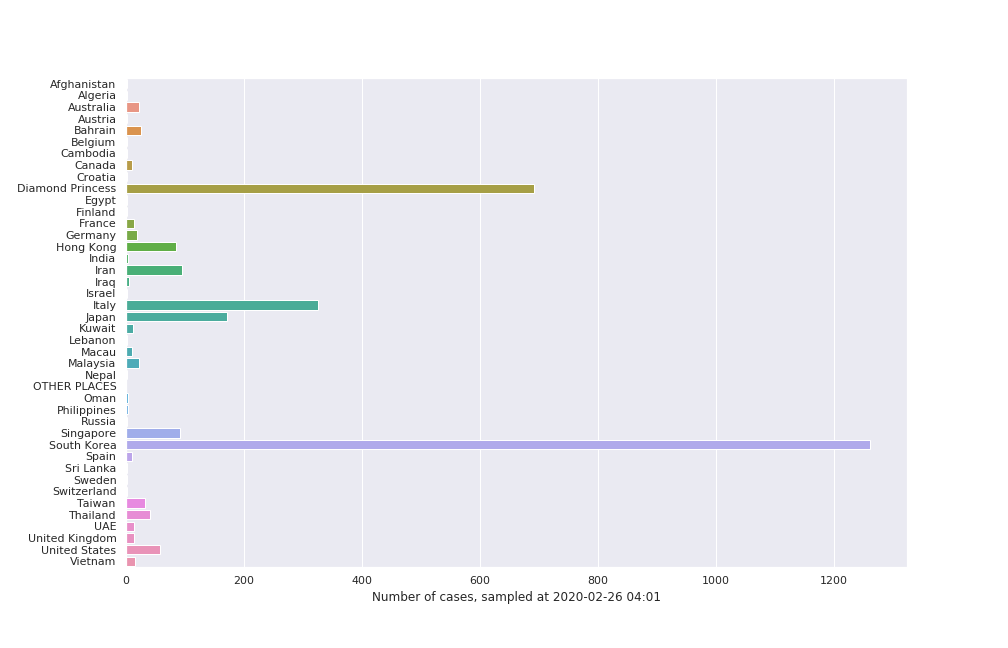 Afghanistan
Algeria
Australia
Austria
Bahrain
Belgium
Cambodia
Canada
Croatia
Diamond Princess
Egypt
Finland
France
Germany
Hong Kong
India
Iran
Iraq
Israel
Italy
Japan
Kuwait
Lebanon
Macau
Malaysia
Nepal
OTHER PLACES
Oman
Philippines
Russia
Singapore
South Korea
Spain
Sri Lanka
Sweden
Switzerland
Taiwan
Thailand
UAE
United Kingdom
United States
Vietnam
0 200 400 600 800 1000 1200
Number of cases, sampled at 2020-02-26 04:01